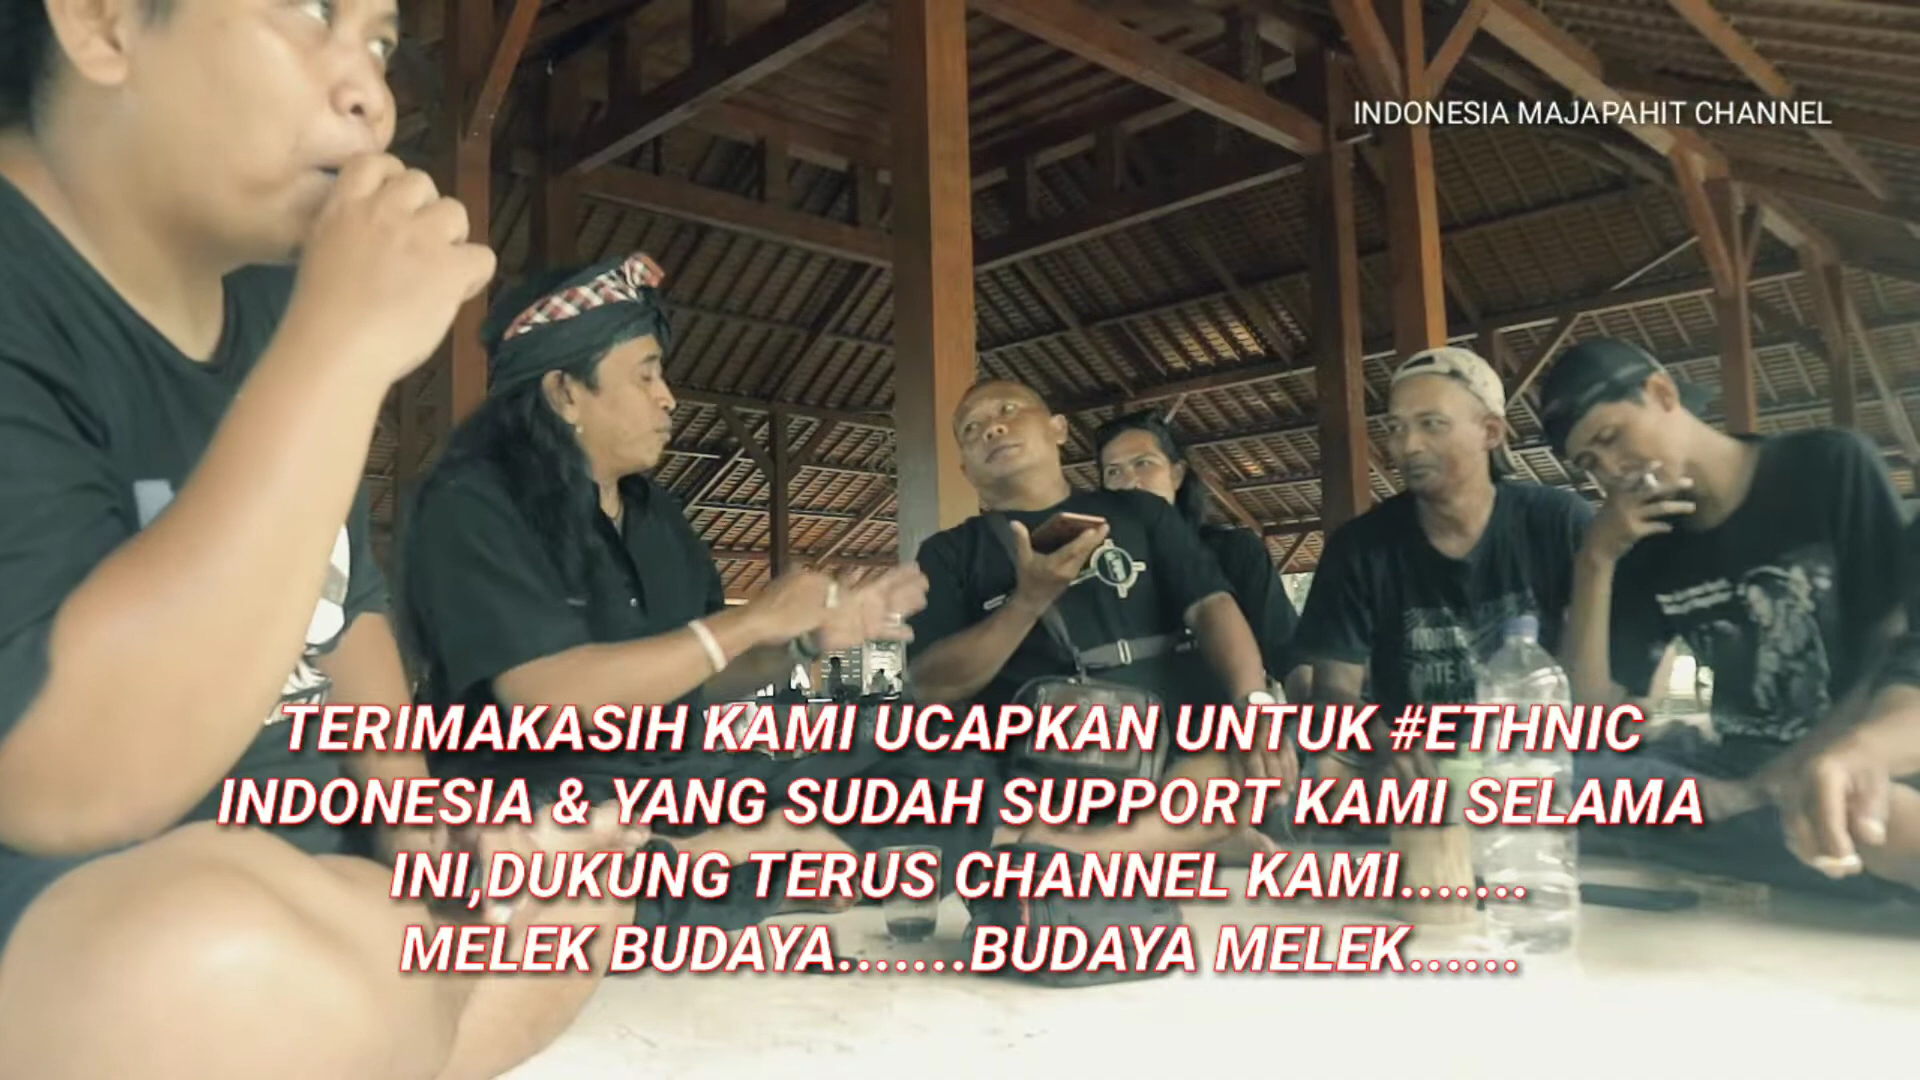 INDONESIA MAJAPAHIT CHANNEL
TERIMAKASIH KAMI UCAPKAN UNTUK #ETHNIC
INDONESIA & YANG SUDAH SUPPORT KAMI SELAMA
INI,DUKUNG TERUS CHANNEL KAMI.......
MELEK BUDAYA.......BUDAYA MELEK......